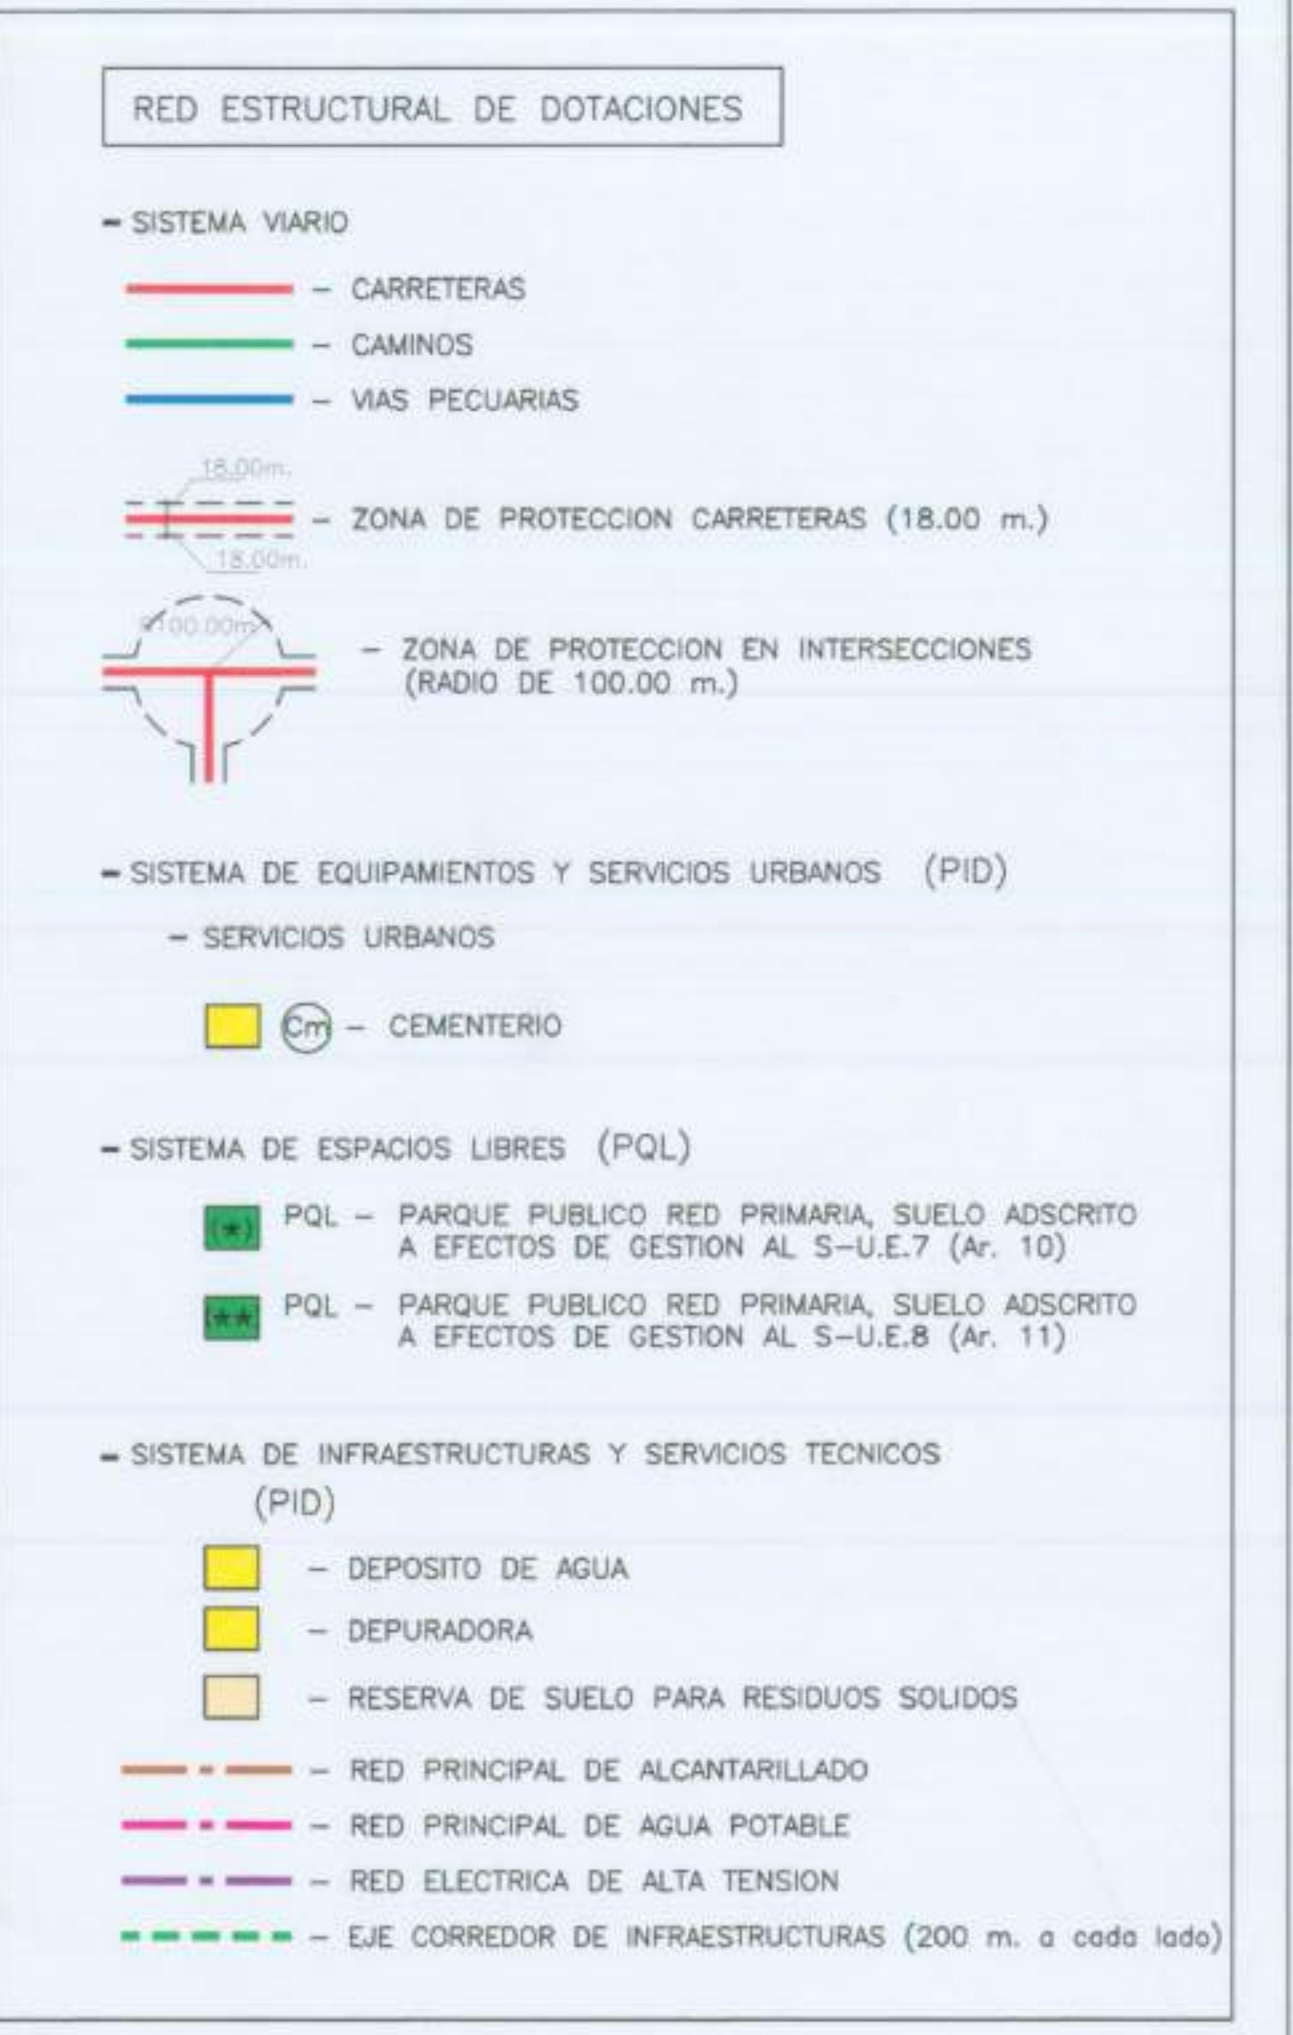 RED ESTRUCTURAL DE DOTACIONES
- SISTEMA VIARIO
- CARRETERAS
- CAMINOS
- VIAS PECUARIAS
18.00m.
- ZONA DE PROTECCION CARRETERAS (18.00 m.)
18.00m.
100.00m
- ZONA DE PROTECCION EN INTERSECCIONES
(RADIO DE 100.00 m.)
- SISTEMA DE EQUIPAMIENTOS Y SERVICIOS URBANOS (PID)
- SERVICIOS URBANOS
Cm - CEMENTERIO
- SISTEMA DE ESPACIOS LIBRES (PQL)
(*) PQL - PARQUE PUBLICO RED PRIMARIA, SUELO ADSCRITO
A EFECTOS DE GESTION AL S-U.E.7 (Ar. 10)
(**) PQL - PARQUE PUBLICO RED PRIMARIA, SUELO ADSCRITO
A EFECTOS DE GESTION AL S-U.E.8 (Ar. 11)
- SISTEMA DE INFRAESTRUCTURAS Y SERVICIOS TECNICOS
(PID)
- DEPOSITO DE AGUA
- DEPURADORA
- RESERVA DE SUELO PARA RESIDUOS SOLIDOS
- RED PRINCIPAL DE ALCANTARILLADO
- RED PRINCIPAL DE AGUA POTABLE
- RED ELECTRICA DE ALTA TENSION
- EJE CORREDOR DE INFRAESTRUCTURAS (200 m. a cada lado)